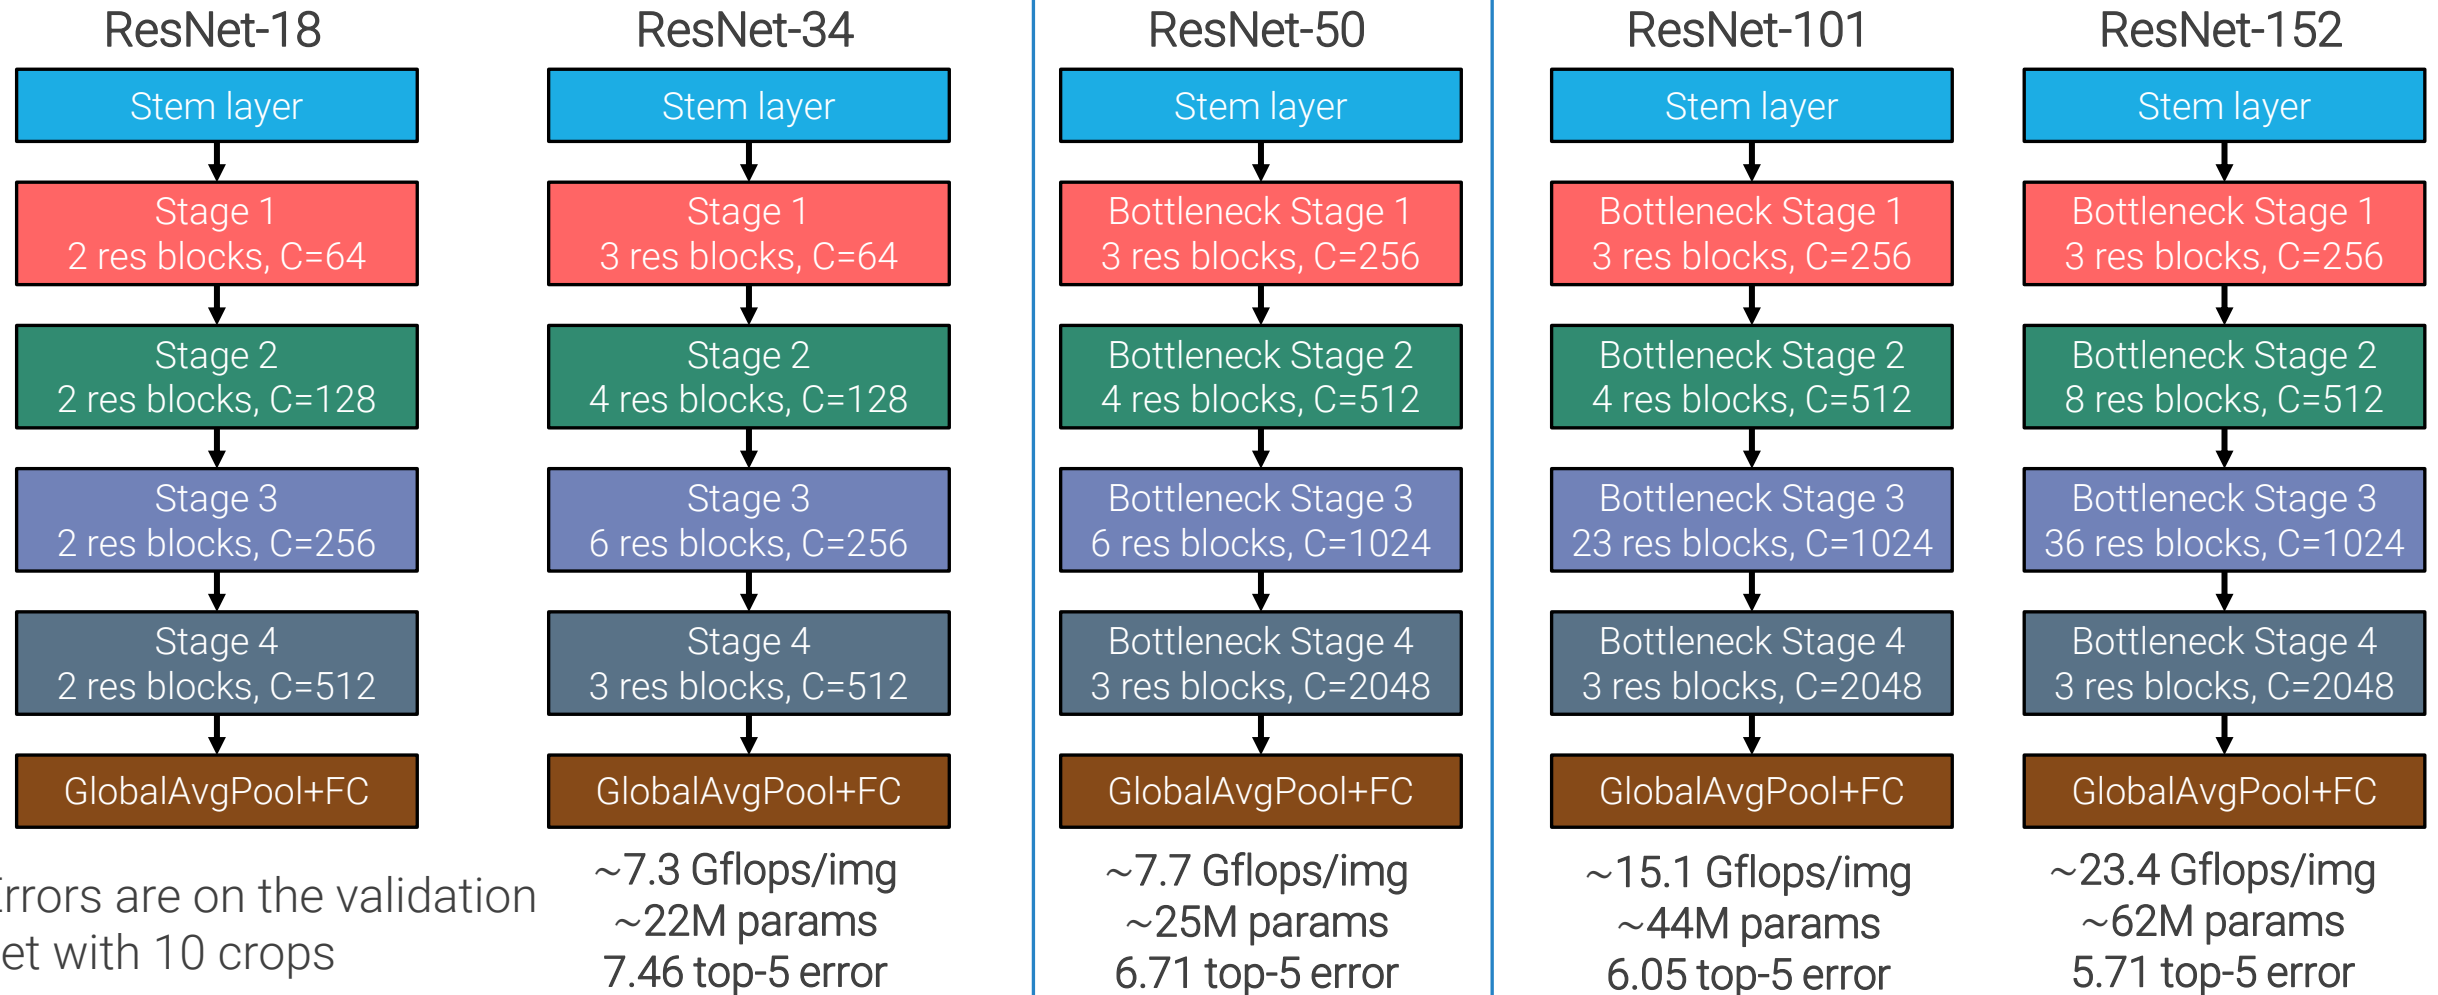 ResNet-18
Stem layer
Stage 1
2 res blocks, C=64
Stage 2
2 res blocks, C=128
Stage 3
2 res blocks, C=256
Stage 4
2 res blocks, C=512
GlobalAvgPool+FC
Errors are on the validation
et with 10 crops
ResNet-34
Stem layer
Stage 1
3 res blocks, C=64
Stage 2
4 res blocks, C=128
Stage 3
6 res blocks, C=256
Stage 4
3 res blocks, C=512
GlobalAvgPool+FC
~7.3 Gflops/img
~22M params
7.46 top-5 error
ResNet-50
Stem layer
Bottleneck Stage 1
3 res blocks, C=256
Bottleneck Stage 2
4 res blocks, C=512
Bottleneck Stage 3
6 res blocks, C=1024
Bottleneck Stage 4
3 res blocks, C=2048
GlobalAvgPool+FC
~7.7 Gflops/img
~25M params
6.71 top-5 error
ResNet-101
Stem layer
Bottleneck Stage 1
3 res blocks, C=256
Bottleneck Stage 2
4 res blocks, C=512
Bottleneck Stage 3
23 res blocks, C=1024
Bottleneck Stage 4
3 res blocks, C=2048
GlobalAvgPool+FC
~15.1 Gflops/img
~44M params
6.05 top-5 error
ResNet-152
Stem layer
Bottleneck Stage 1
3 res blocks, C=256
Bottleneck Stage 2
8 res blocks, C=512
Bottleneck Stage 3
36 res blocks, C=1024
Bottleneck Stage 4
3 res blocks, C=2048
GlobalAvgPool+FC
~23.4 Gflops/img
~62M params
5.71 top-5 error